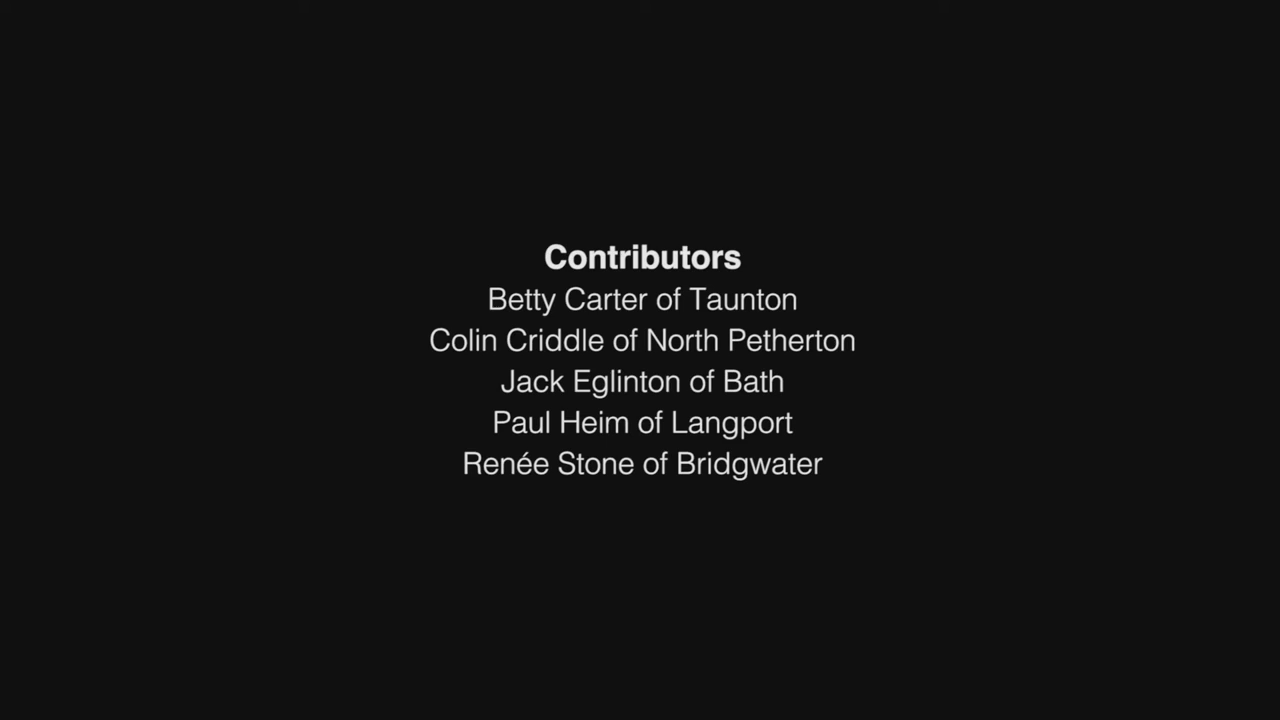 Contributors
Betty Carter of Taunton
Colin Criddle of North Petherton
Jack Eglinton of Bath
Paul Heim of Langport
Renée Stone of Bridgwater